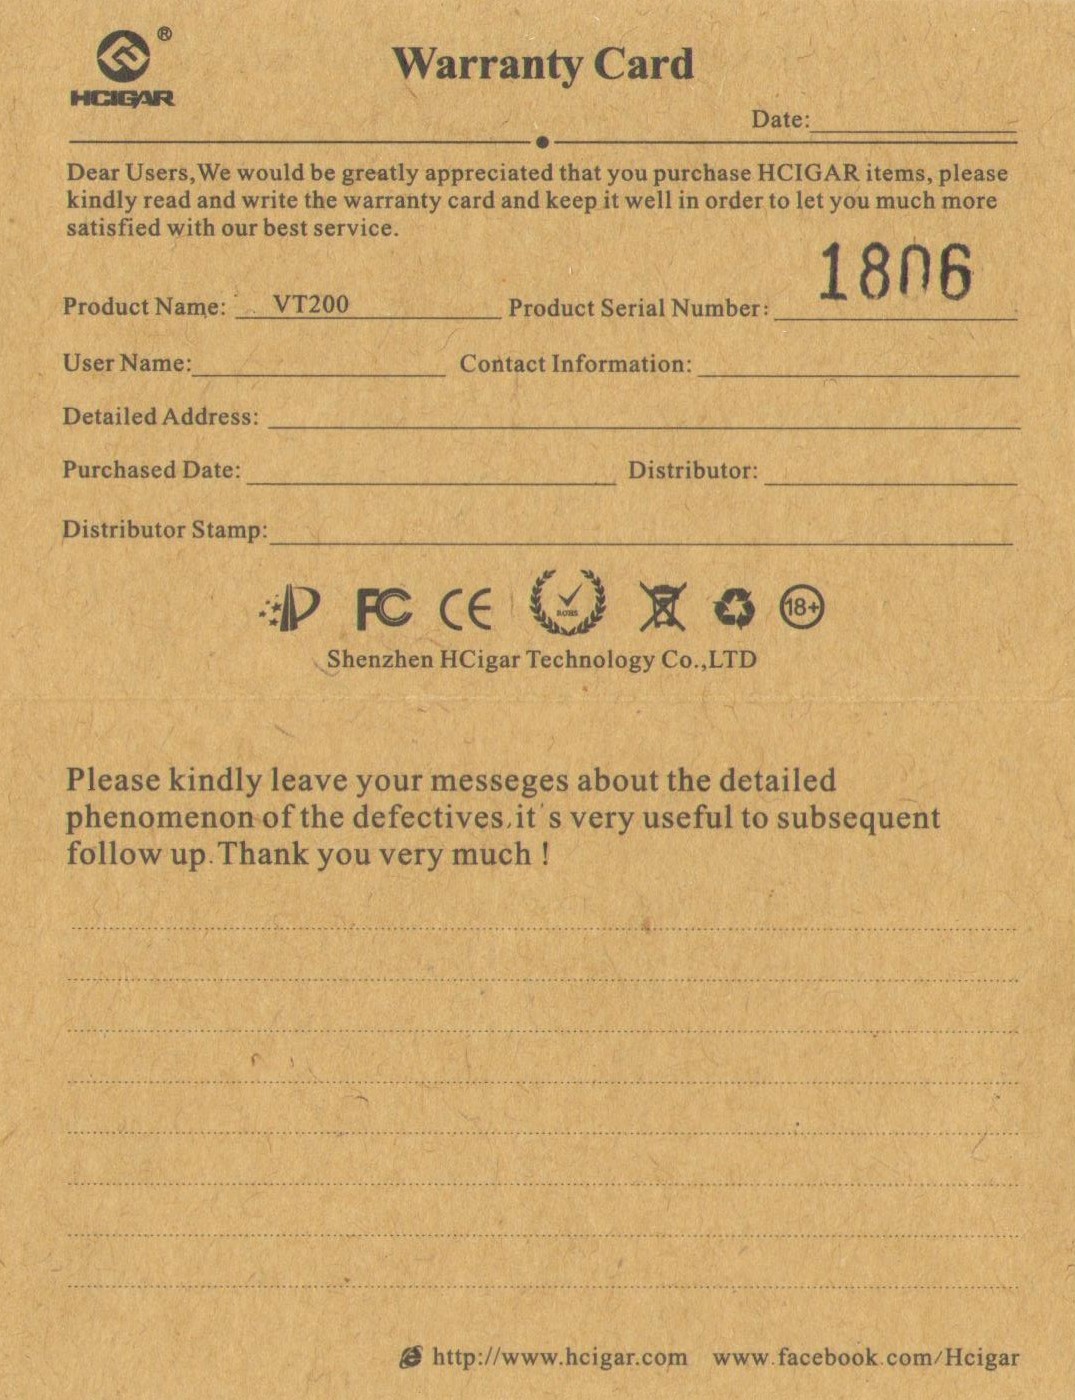 ®
HCIGAR
Warranty Card
Date:
Dear Users,We would be greatly appreciated that you purchase HCIGAR items, please
kindly read and write the warranty card and keep it well in order to let you much more
satisfied with our best service.
Product Name: VT200 Product Serial Number: 1806
User Name: Contact Information:
Detailed Address:
Purchased Date: Distributor:
Distributor Stamp:
FC CE ROHS 18+
Shenzhen HCigar Technology Co.,LTD
Please kindly leave your messeges about the detailed
phenomenon of the defectives,it's very useful to subsequent
follow up.Thank you very much !
http://www.hcigar.com www.facebook.com/Hcigar